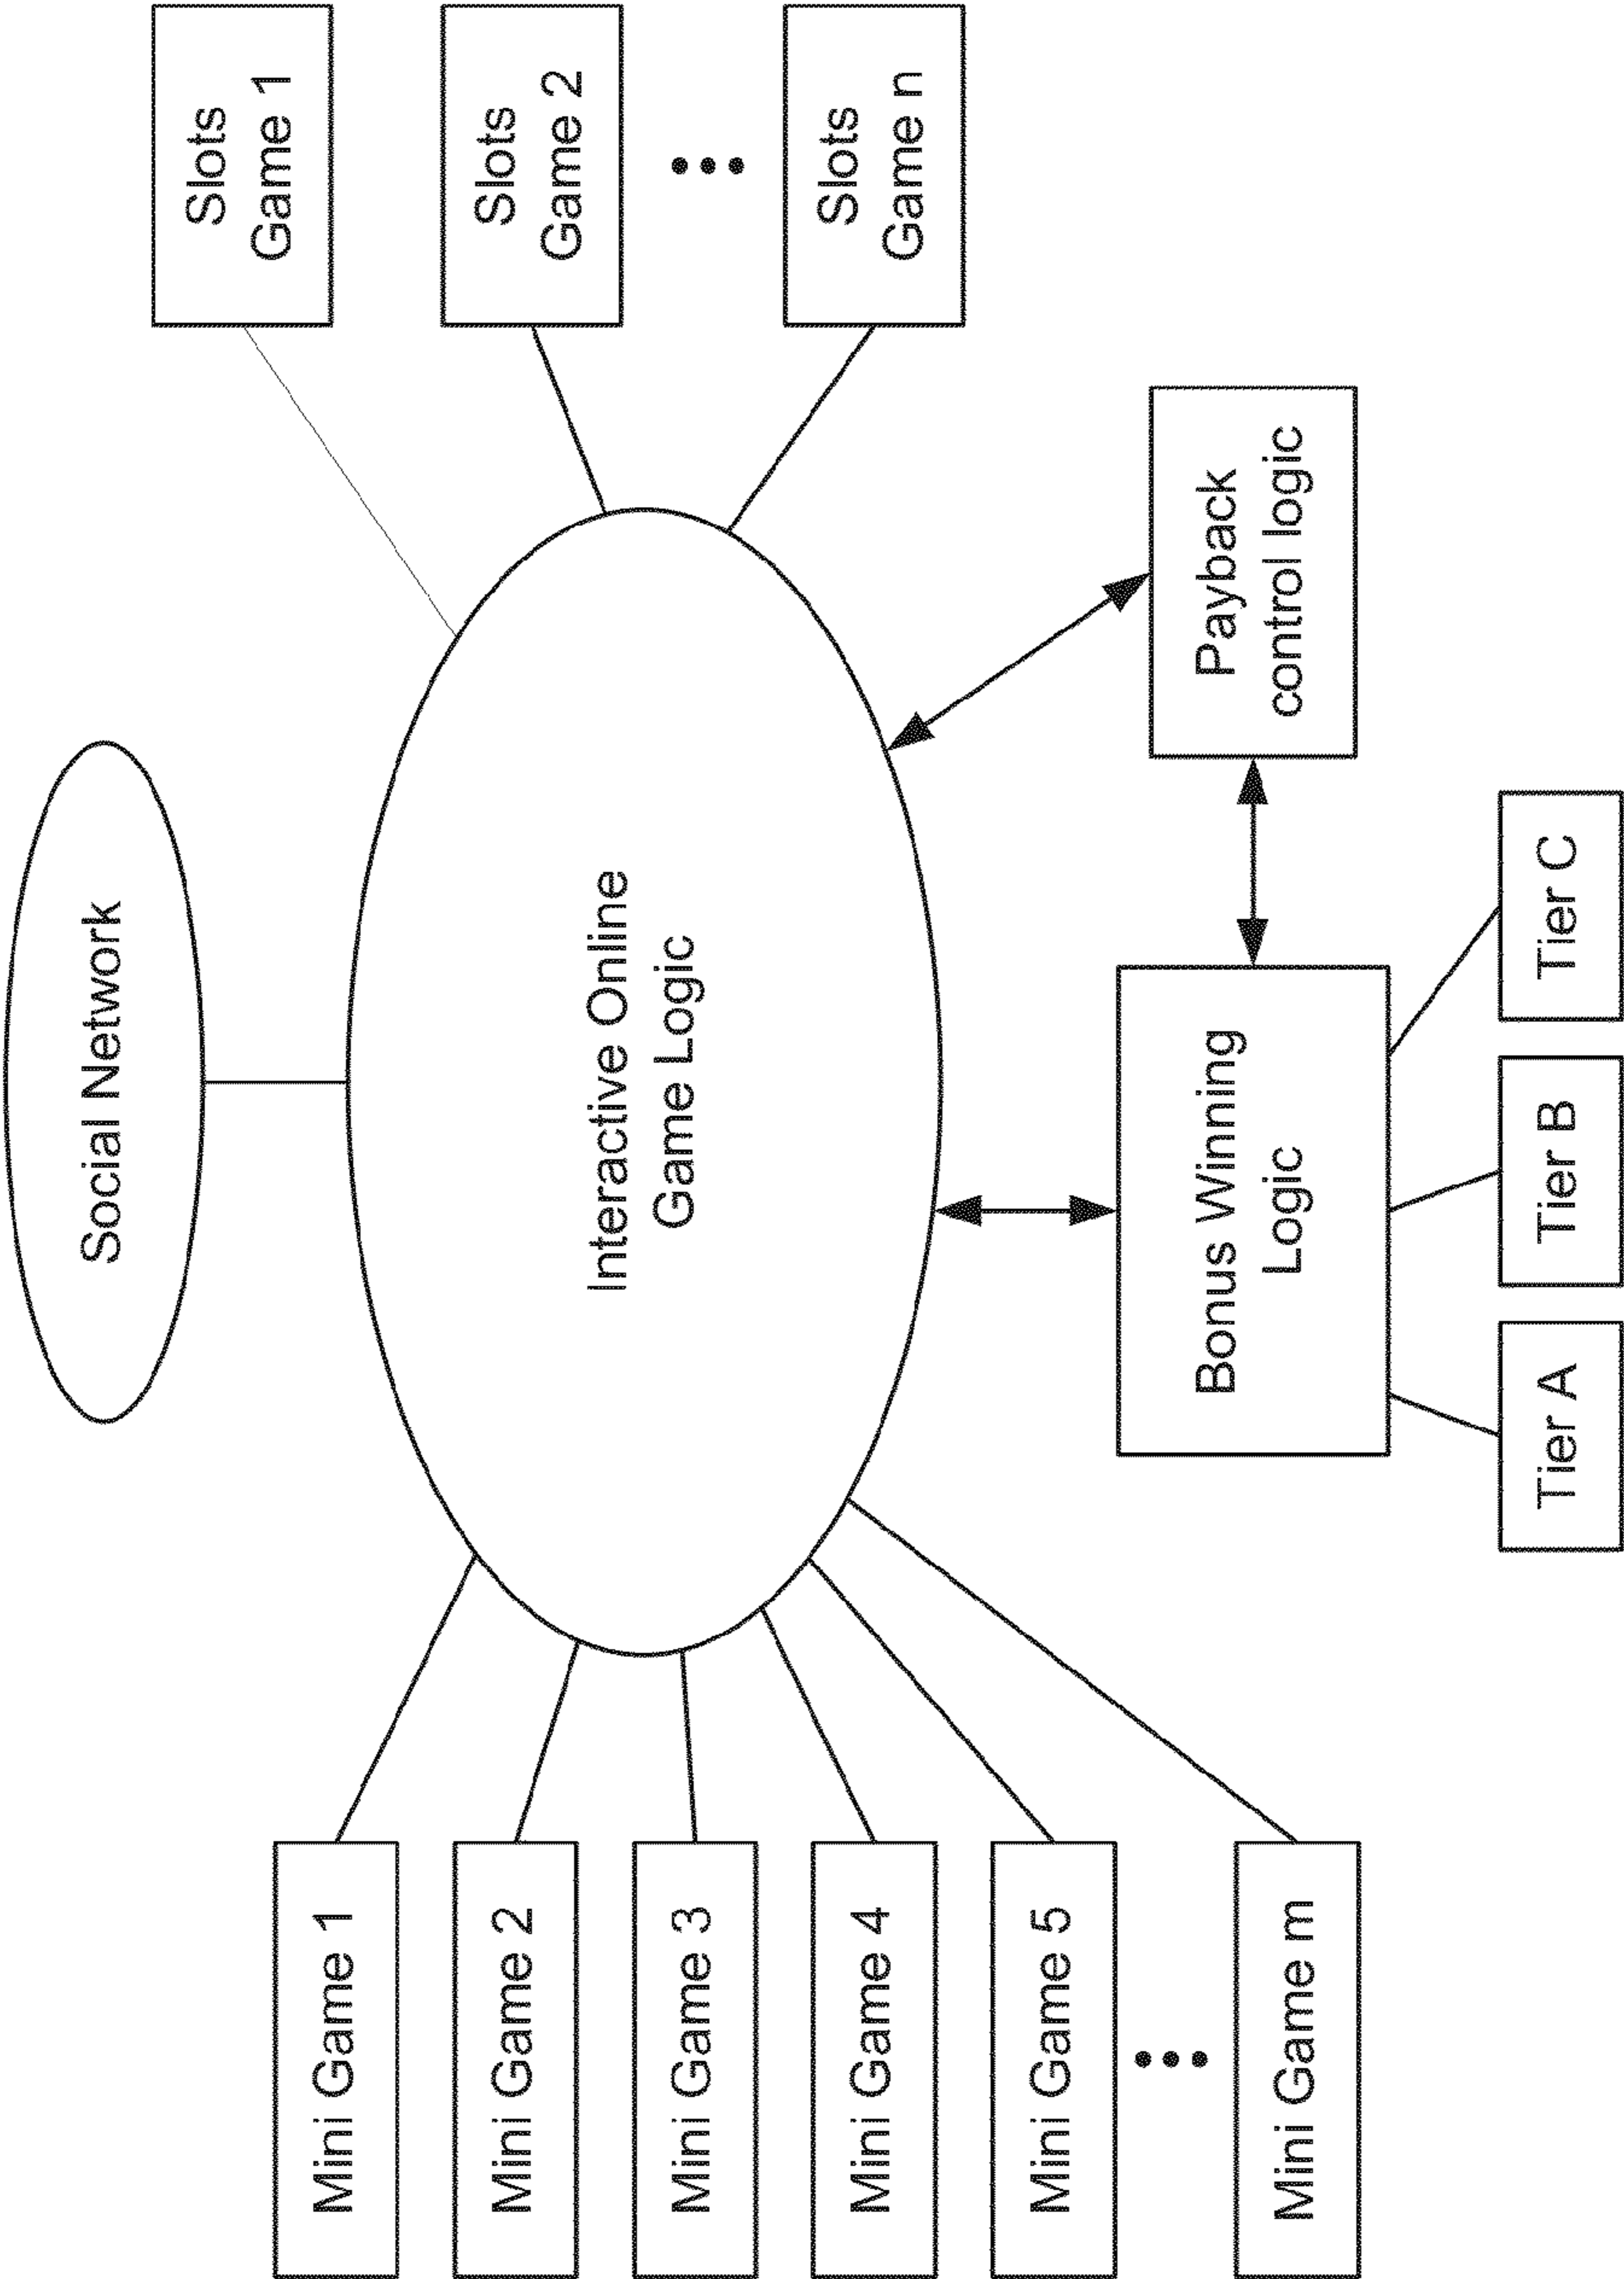 Social Network
Interactive Online
Game Logic
Mini Game 1
Mini Game 2
Mini Game 3
Mini Game 4
Mini Game 5
Mini Game m
Slots
Game 1
Slots
Game 2
Slots
Game n
Bonus Winning
Logic
Payback
control logic
Tier A
Tier B
Tier C